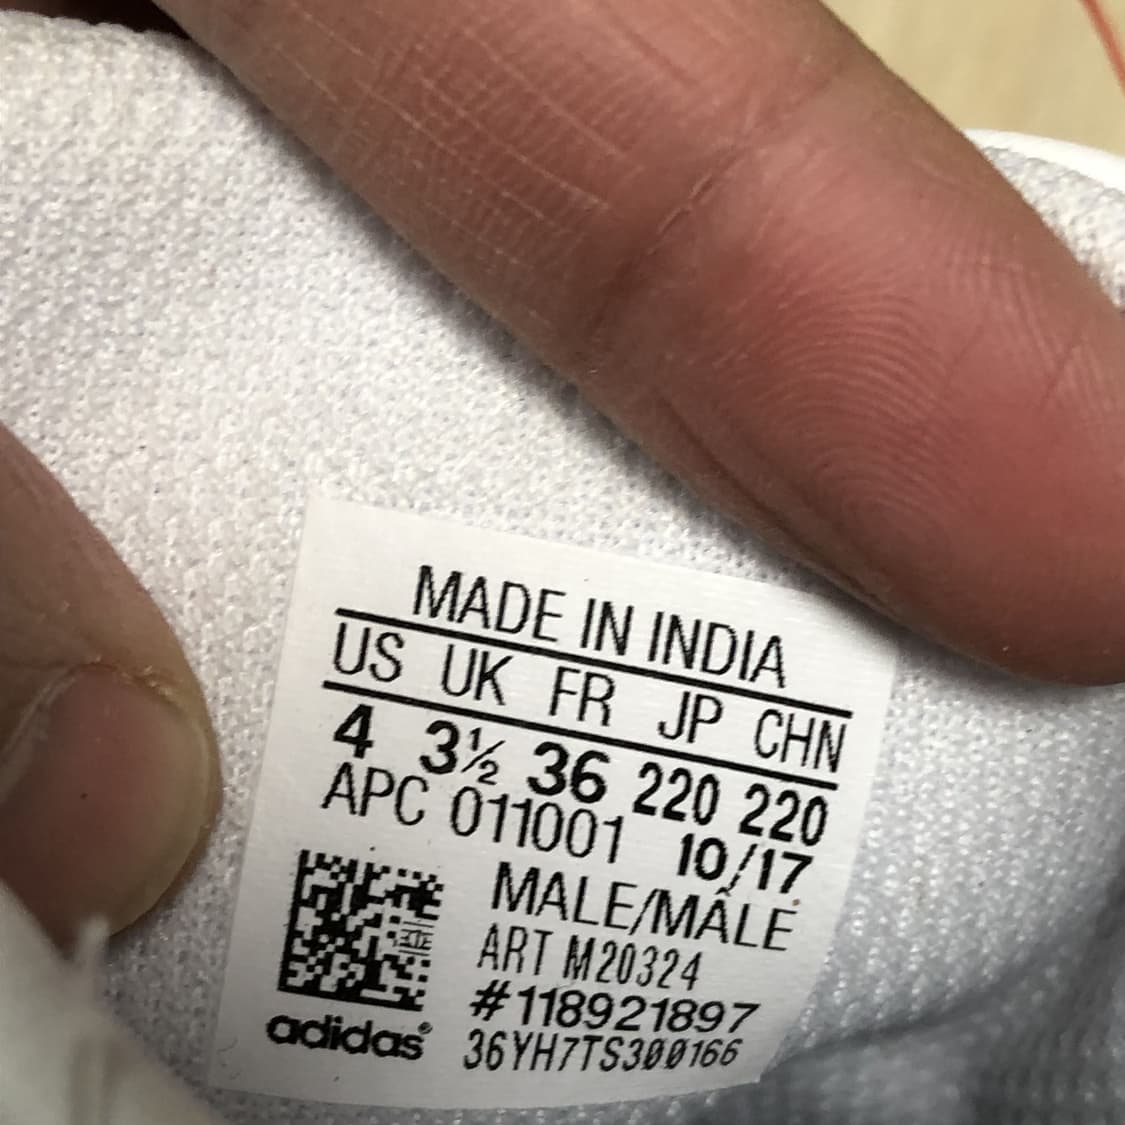 MADE IN INDIA
US UK FR JP CHN
4 3½ 36 220 220
APC 011001 10/17
MALE/MÂLE
ART M20324
#118921897
adidas® 36YH7TS300166